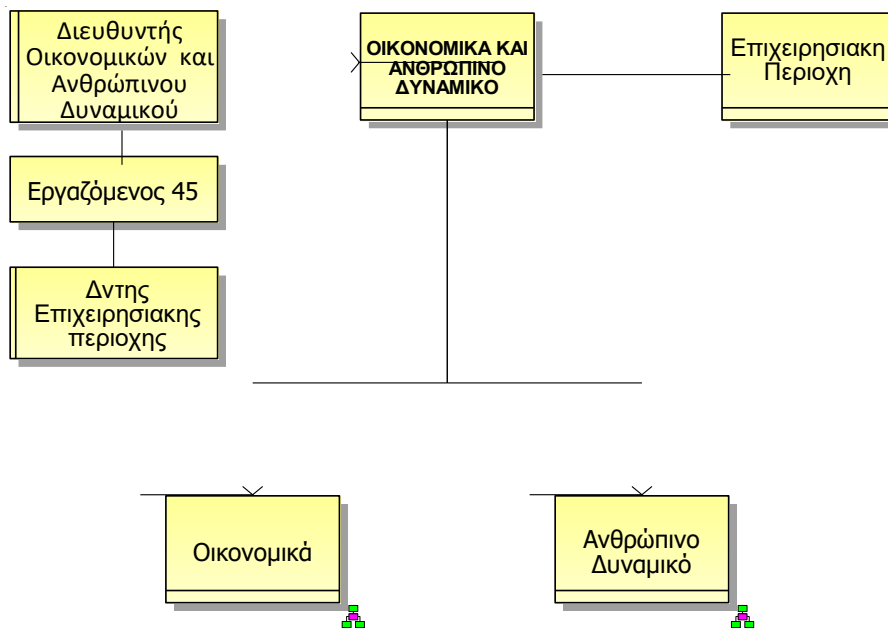 Διευθυντής
Οικονομικών και
Ανθρώπινου
Δυναμικού
ΟΙΚΟΝΟΜΙΚΑ ΚΑΙ
ΑΝΘΡΩΠΙΝΟ
ΔΥΝΑΜΙΚΟ
Επιχειρησιακη
Περιοχη
Εργαζόμενος 45
Δντης
Επιχειρησιακης
περιοχης
Οικονομικά
Ανθρώπινο
Δυναμικό